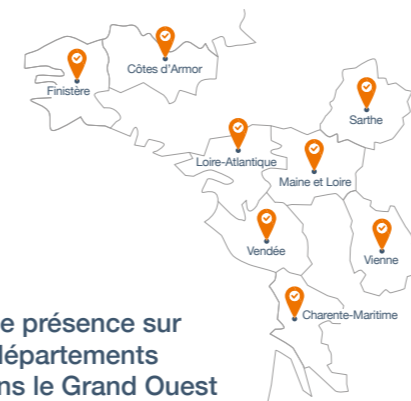 Côtes d'Armor
Finistère
Sarthe
Loire-Atlantique
Maine et Loire
Vendée
Vienne
Charente-Maritime
e présence sur
départements
ns le Grand Ouest